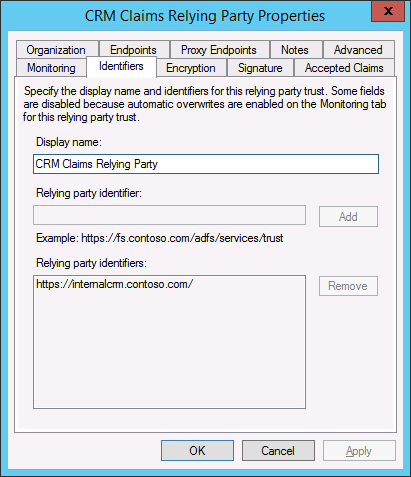 CRM Claims Relying Party Properties
x
Organization Endpoints Proxy Endpoints Notes Advanced
Monitoring Identifiers Encryption Signature Accepted Claims
Specify the display name and identifiers for this relying party trust. Some fields
are disabled because automatic overwrites are enabled on the Monitoring tab
for this relying party trust.
Display name:
CRM Claims Relying Party
Relying party identifier:
Add
Example: https://fs.contoso.com/adfs/services/trust
Relying party identifiers:
https://internalcrm.contoso.com/
Remove
OK Cancel Apply